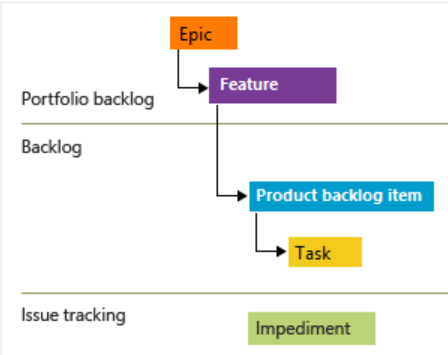 Epic
Feature
Portfolio backlog
Backlog
Product backlog item
Task
Issue tracking
Impediment